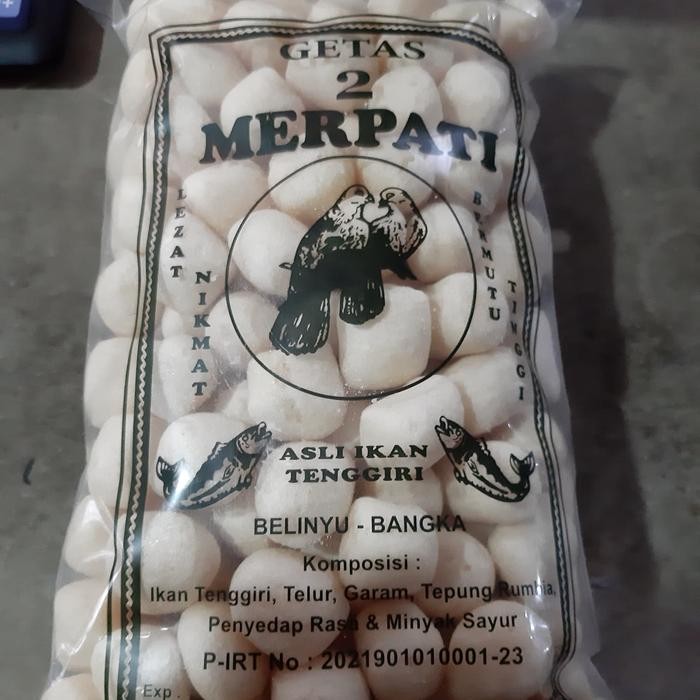 GETAS
2
MERPATI
LEZAT
NIKMAT
BERMUTU
TINGGI
ASLI IKAN
TENGGIRI
BELINYU - BANGKA
Komposisi :
Ikan Tenggiri, Telur, Garam, Tepung Rumbia,
Penyedap Rasa & Minyak Sayur
P-IRT No : 2021901010001-23
Exp .